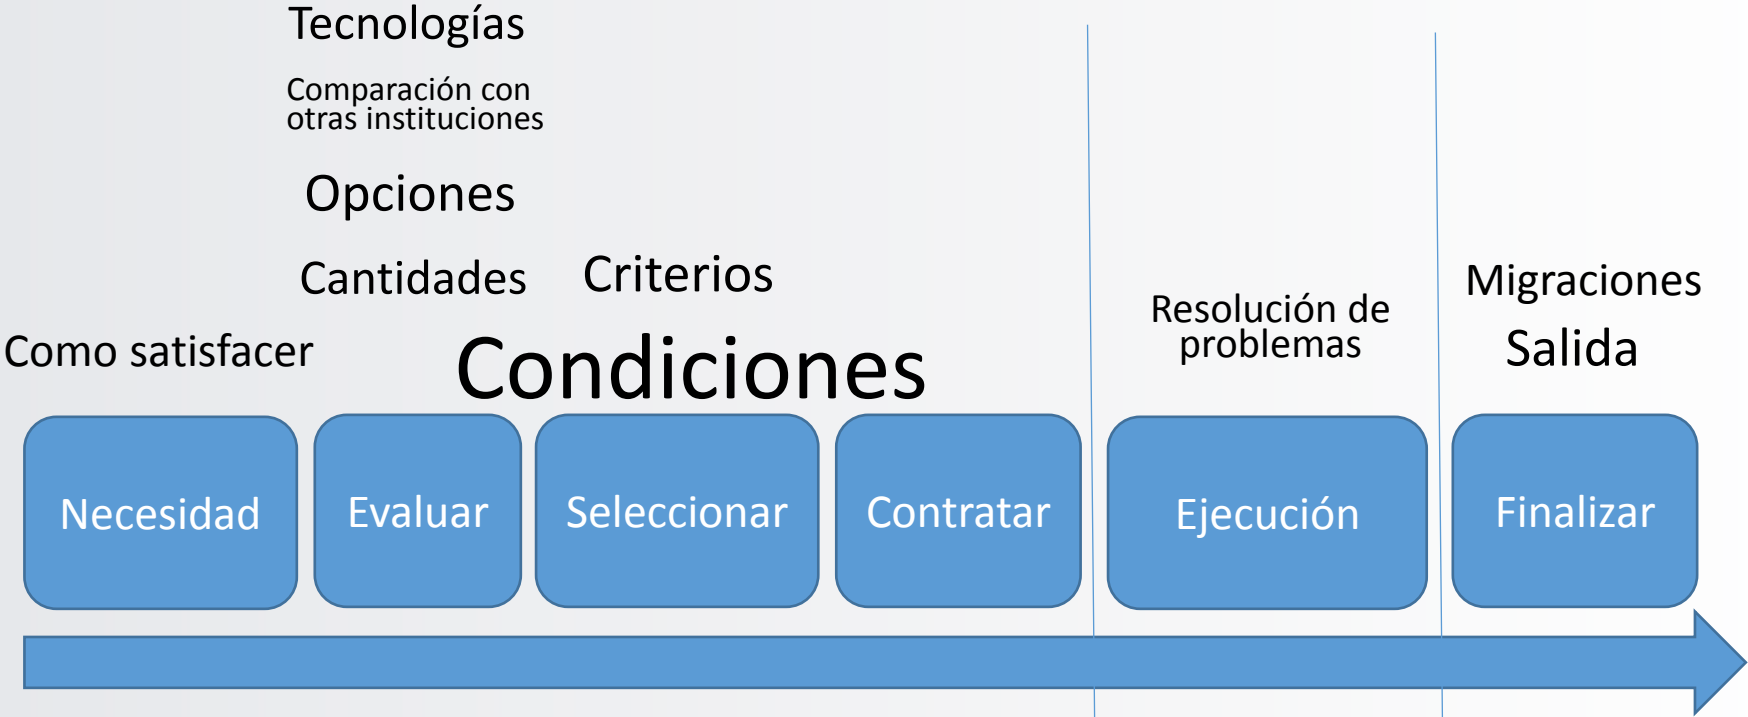 Tecnologías
Comparación con
otras instituciones
Opciones
Cantidades
Criterios
Como satisfacer
Condiciones
Resolución de
problemas
Migraciones
Salida
Necesidad
Evaluar
Seleccionar
Contratar
Ejecución
Finalizar